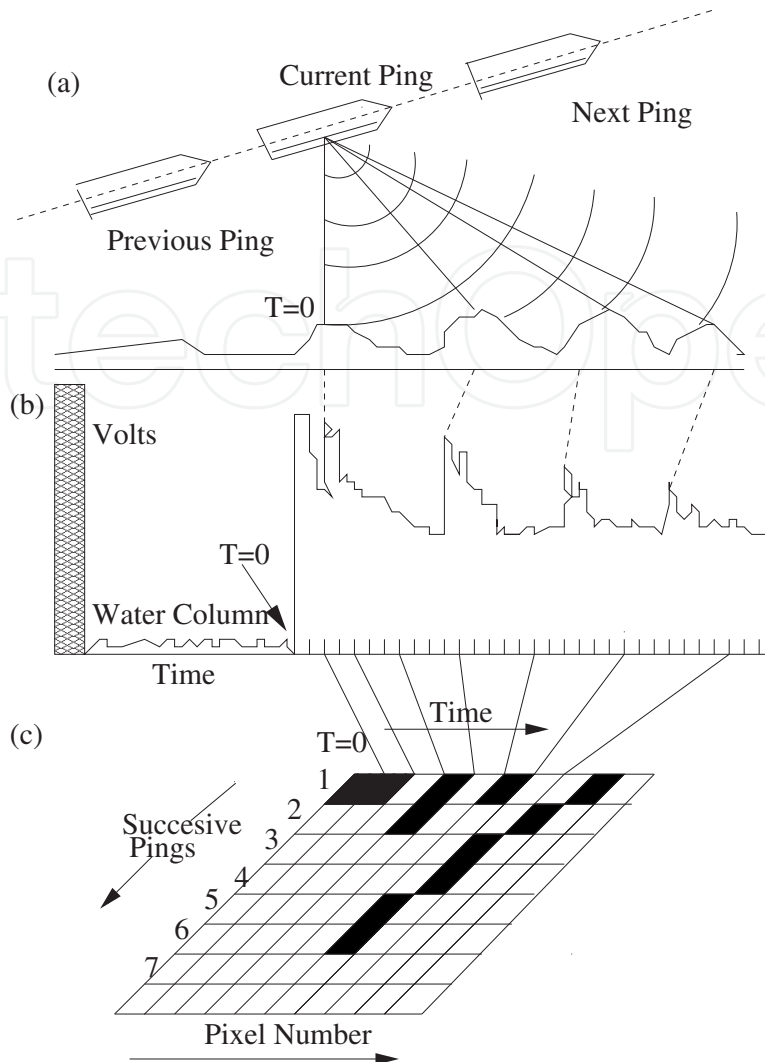 (a)
Current Ping
Next Ping
Previous Ping
T=0
techOpe
(b)
Volts
T=0
Water Column
Time
(c)
Time
T=0
1
2
3
4
5
6
7
Succesive
Pings
Pixel Number